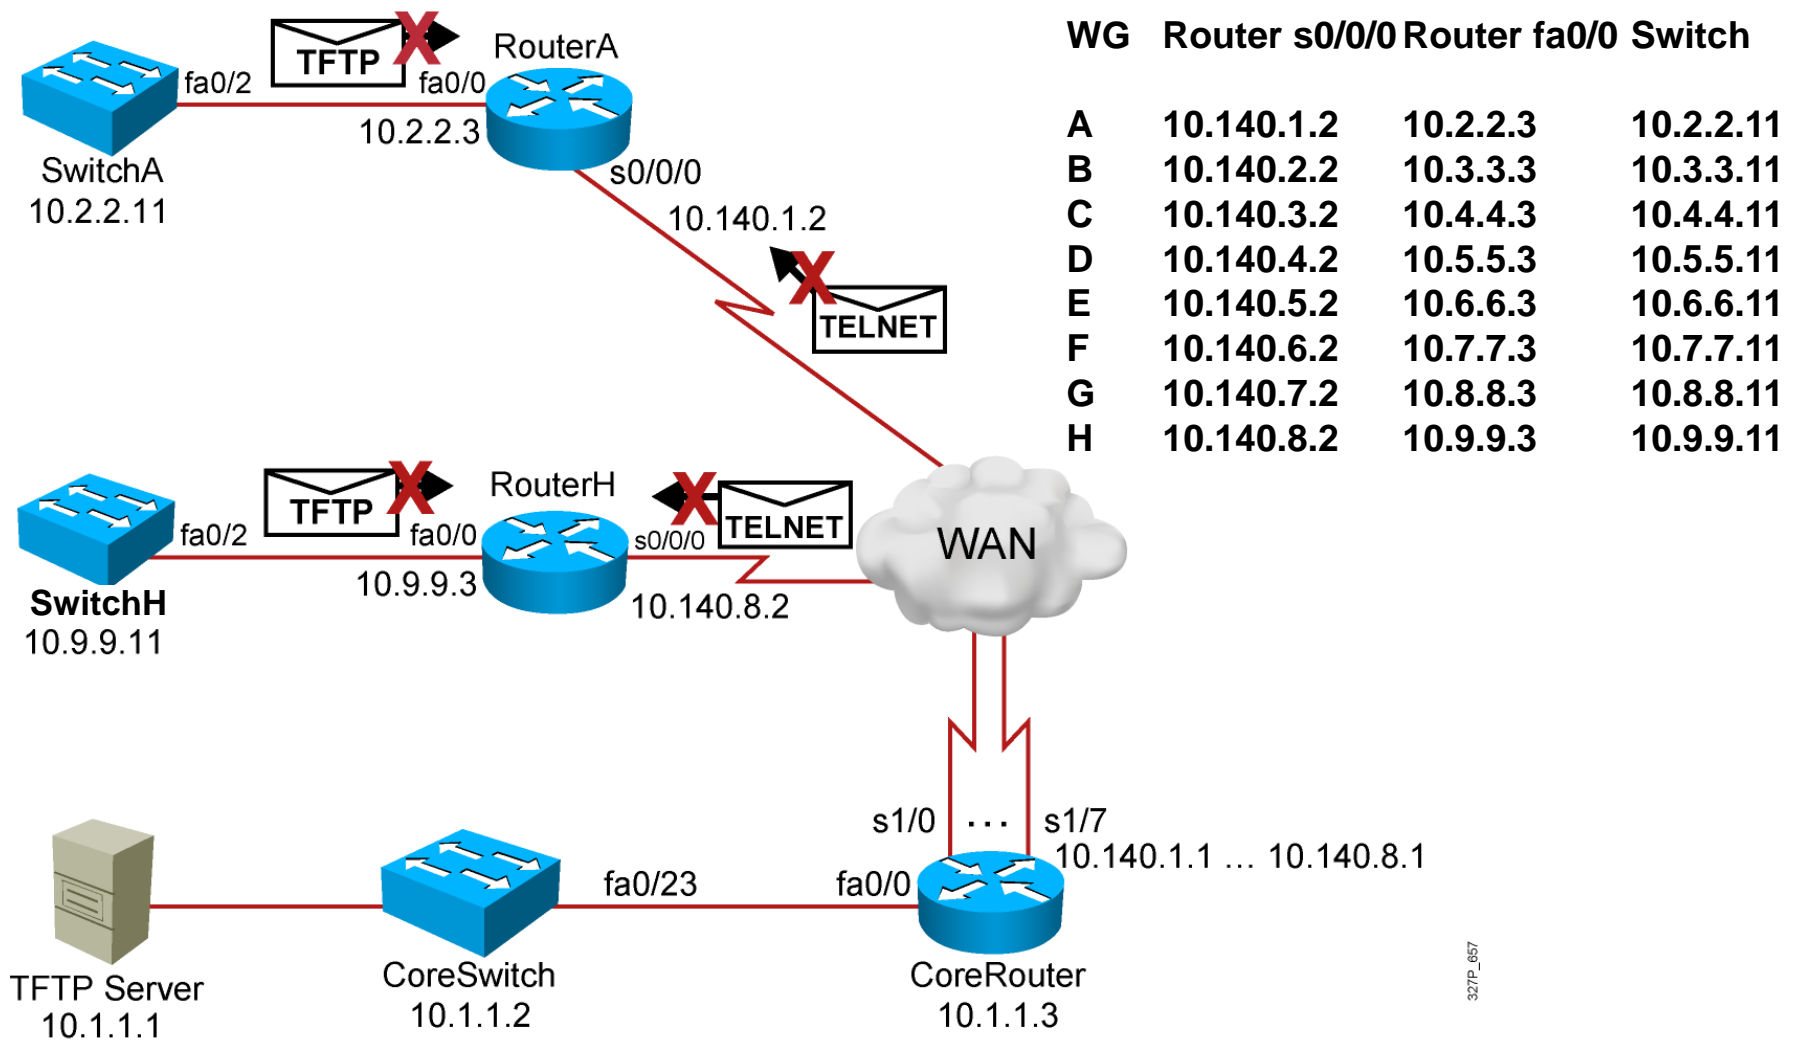 WG Router s0/0/0 Router fa0/0 Switch
A 10.140.1.2 10.2.2.3 10.2.2.11
B 10.140.2.2 10.3.3.3 10.3.3.11
C 10.140.3.2 10.4.4.3 10.4.4.11
D 10.140.4.2 10.5.5.3 10.5.5.11
E 10.140.5.2 10.6.6.3 10.6.6.11
F 10.140.6.2 10.7.7.3 10.7.7.11
G 10.140.7.2 10.8.8.3 10.8.8.11
H 10.140.8.2 10.9.9.3 10.9.9.11
TFTP
X
RouterA
fa0/2
fa0/0
10.2.2.3
SwitchA
10.2.2.11
s0/0/0
10.140.1.2
X
TELNET
TFTP
X
RouterH
X
TELNET
fa0/2
fa0/0
s0/0/0
10.9.9.3
10.140.8.2
SwitchH
10.9.9.11
WAN
s1/0 ... s1/7
10.140.1.1 ... 10.140.8.1
fa0/23
fa0/0
TFTP Server
10.1.1.1
CoreSwitch
10.1.1.2
CoreRouter
10.1.1.3
327P_657